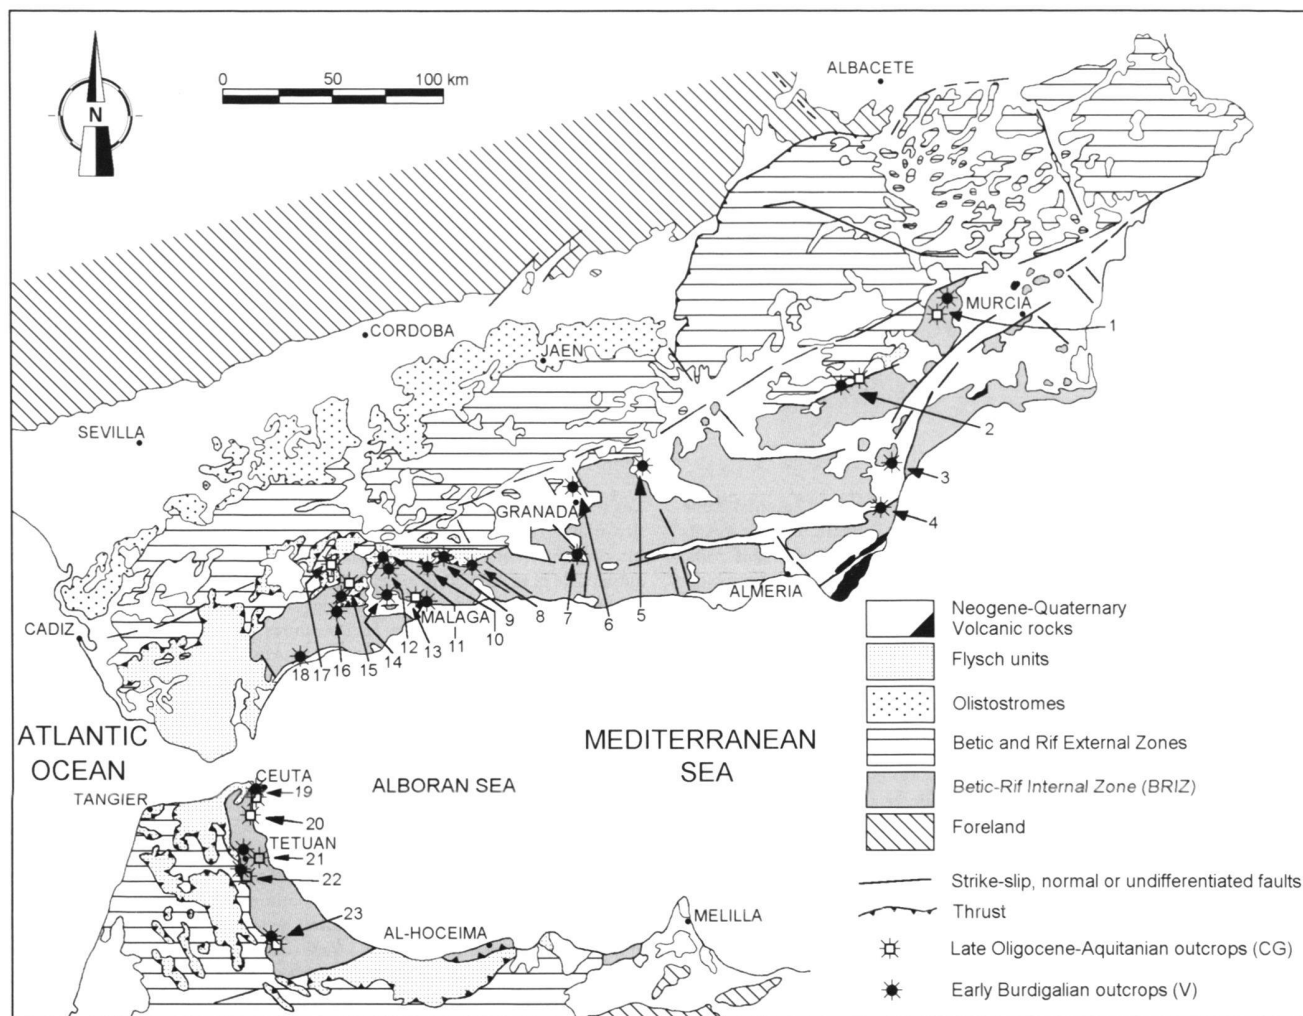 N
0 50 100 km
ALBACETE
MURCIA
1
CORDOBA
JAEN
SEVILLA
2
3
GRANADA
4
ALMERIA
CADIZ
MALAGA
5
6
7
8
9
10
11
12
13
14
15
16
17
18
ATLANTIC
OCEAN
MEDITERRANEAN
SEA
ALBORAN SEA
CEUTA
19
TANGIER
20
TETUAN
21
22
23
AL-HOCEIMA
MELILLA
Neogene-Quaternary
Volcanic rocks
Flysch units
Olistostromes
Betic and Rif External Zones
Betic-Rif Internal Zone (BRIZ)
Foreland
Strike-slip, normal or undifferentiated faults
Thrust
Late Oligocene-Aquitanian outcrops (CG)
Early Burdigalian outcrops (V)